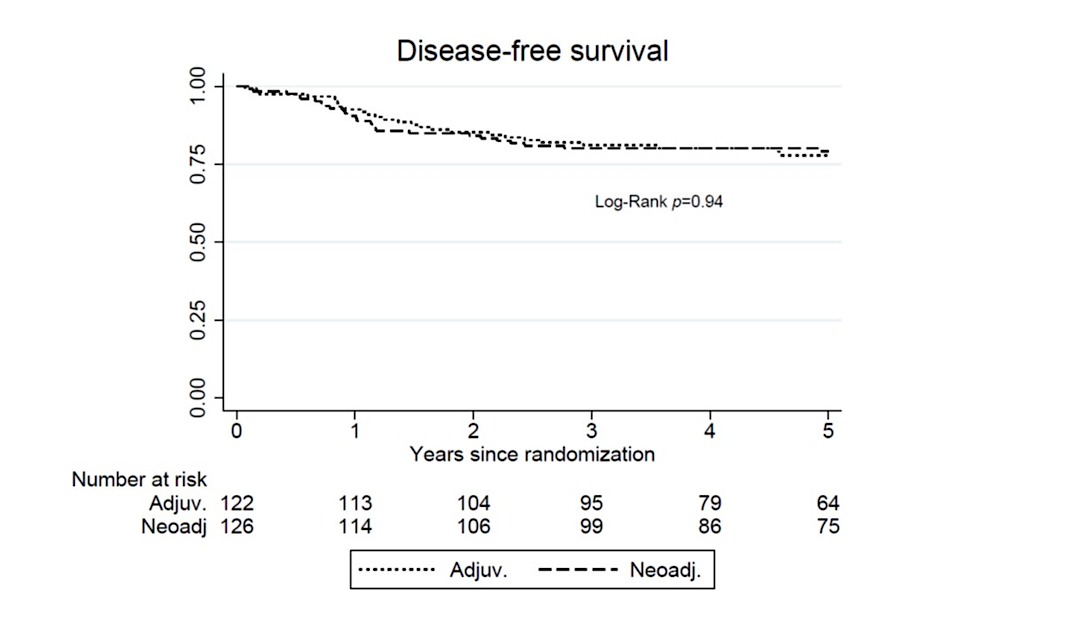 Disease-free survival
1.00
0.75
0.50
0.25
0.00
Log-Rank p=0.94
0 1 2 3 4 5
Years since randomization
Number at risk
Adjuv. 122 113 104 95 79 64
Neoadj 126 114 106 99 86 75
Adjuv. Neoadj.